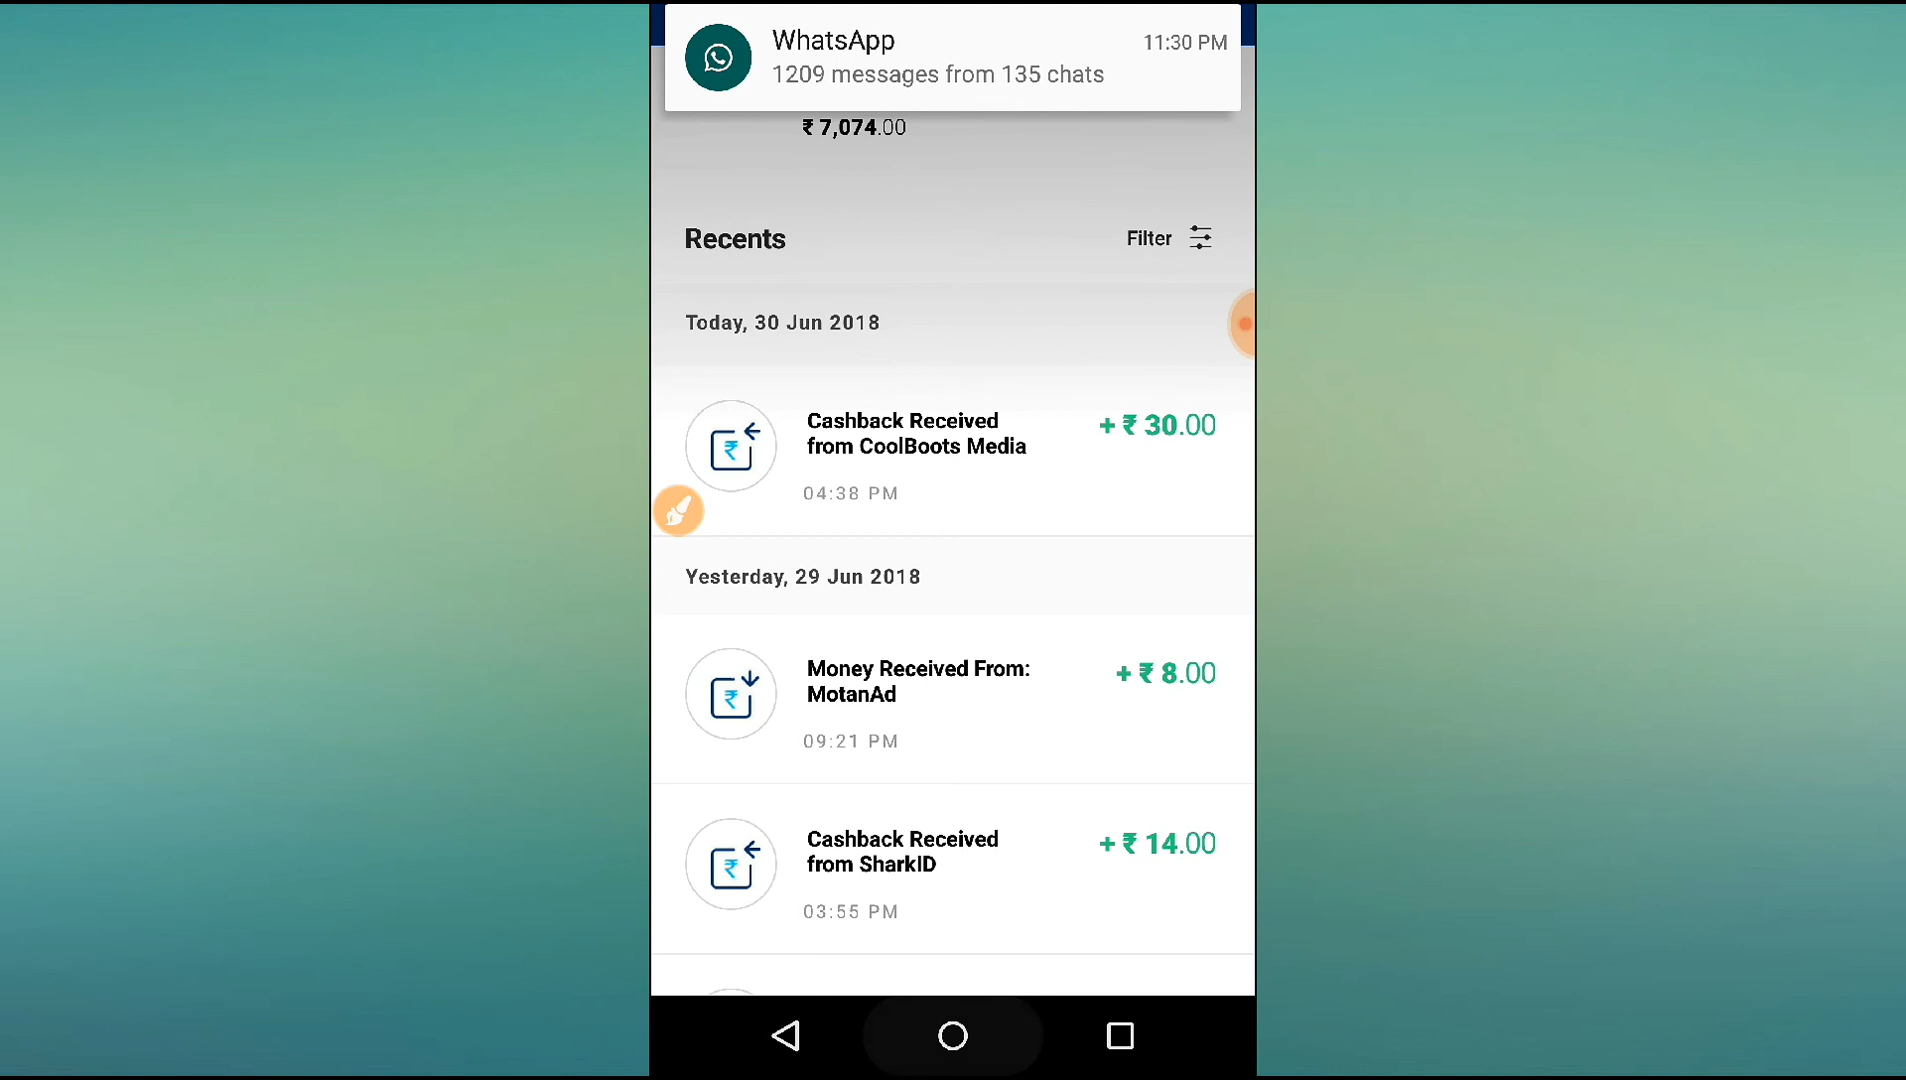 WhatsApp
11:30 PM
1209 messages from 135 chats
₹ 7,074.00
Recents
Filter
Today, 30 Jun 2018
Cashback Received
from CoolBoots Media
+ ₹ 30.00
04:38 PM
Yesterday, 29 Jun 2018
Money Received From:
MotanAd
+ ₹ 8.00
09:21 PM
Cashback Received
from SharkID
+ ₹ 14.00
03:55 PM